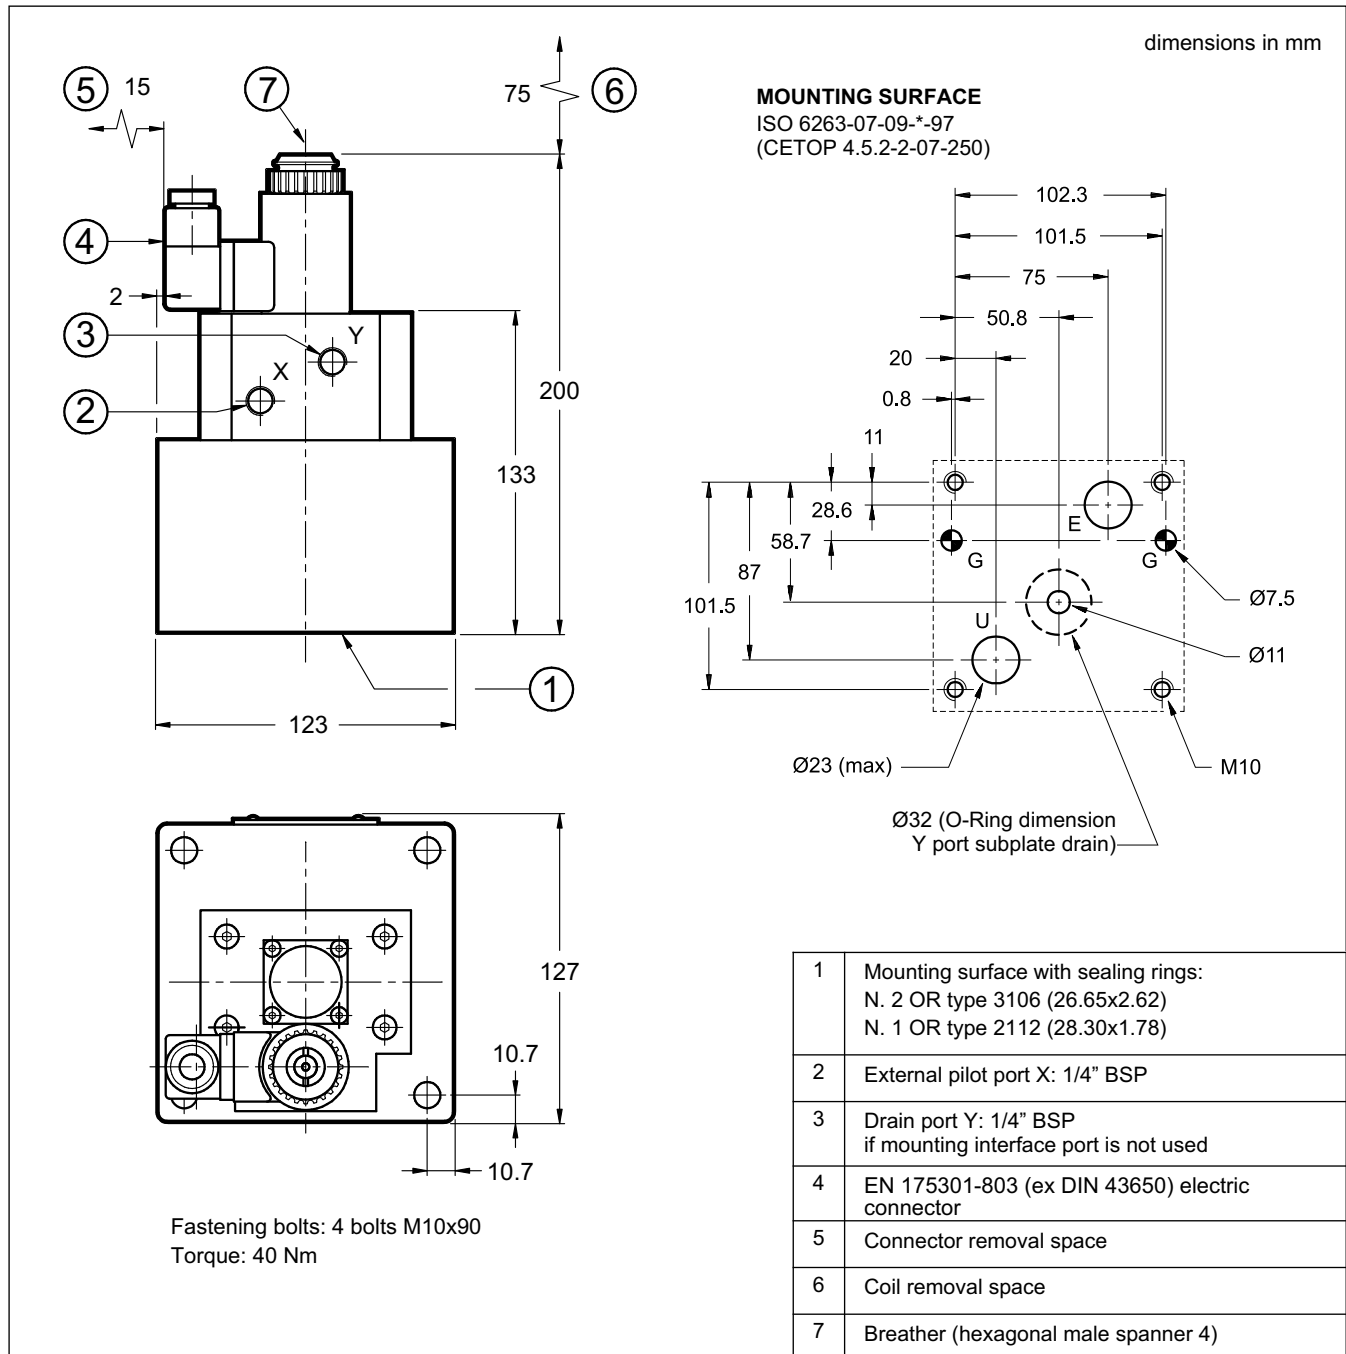 dimensions in mm
5
15
7
75
6
MOUNTING SURFACE
ISO 6263-07-09-*-97
(CETOP 4.5.2-2-07-250)
4
2
3
Y
X
2
200
133
1
123
102.3
101.5
75
50.8
20
0.8
11
28.6
58.7
87
101.5
E
G
G
U
Ø7.5
Ø11
M10
Ø23 (max)
Ø32 (O-Ring dimension
Y port subplate drain)
127
10.7
10.7
Fastening bolts: 4 bolts M10x90
Torque: 40 Nm
1 Mounting surface with sealing rings:
N. 2 OR type 3106 (26.65x2.62)
N. 1 OR type 2112 (28.30x1.78)
2 External pilot port X: 1/4” BSP
3 Drain port Y: 1/4” BSP
if mounting interface port is not used
4 EN 175301-803 (ex DIN 43650) electric
connector
5 Connector removal space
6 Coil removal space
7 Breather (hexagonal male spanner 4)